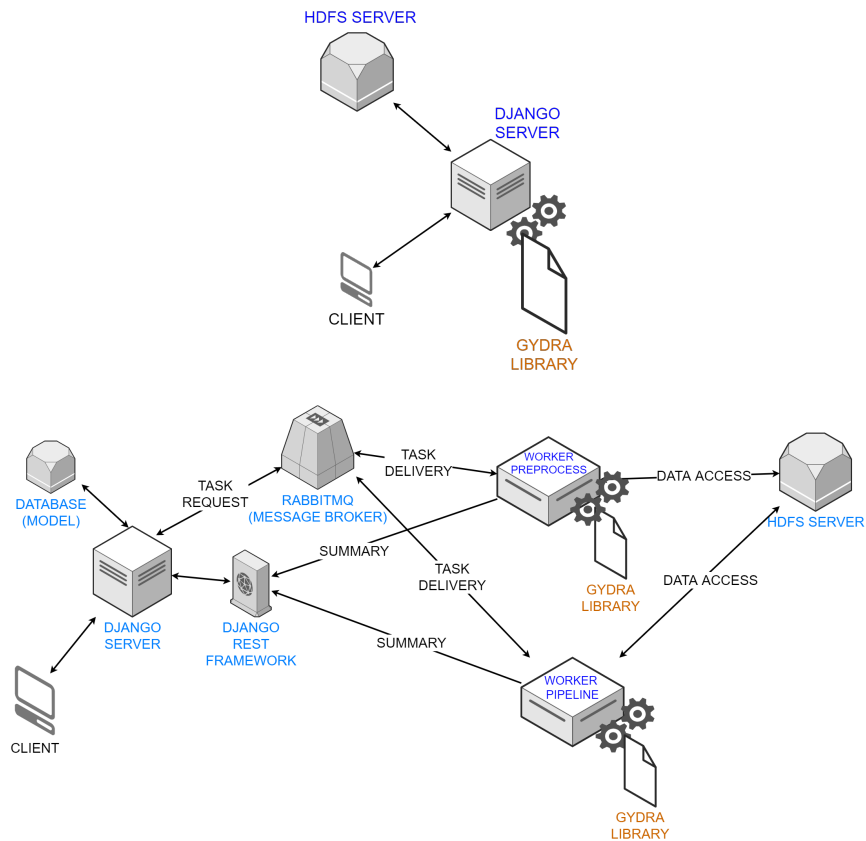 HDFS SERVER
DJANGO
SERVER
CLIENT
GYDRA
LIBRARY
DATABASE
(MODEL)
TASK
REQUEST
RABBITMQ
(MESSAGE BROKER)
TASK
DELIVERY
WORKER
PREPROCESS
DATA ACCESS
HDFS SERVER
SUMMARY
TASK
DELIVERY
GYDRA
LIBRARY
DATA ACCESS
DJANGO
SERVER
DJANGO
REST
FRAMEWORK
SUMMARY
WORKER
PIPELINE
CLIENT
GYDRA
LIBRARY